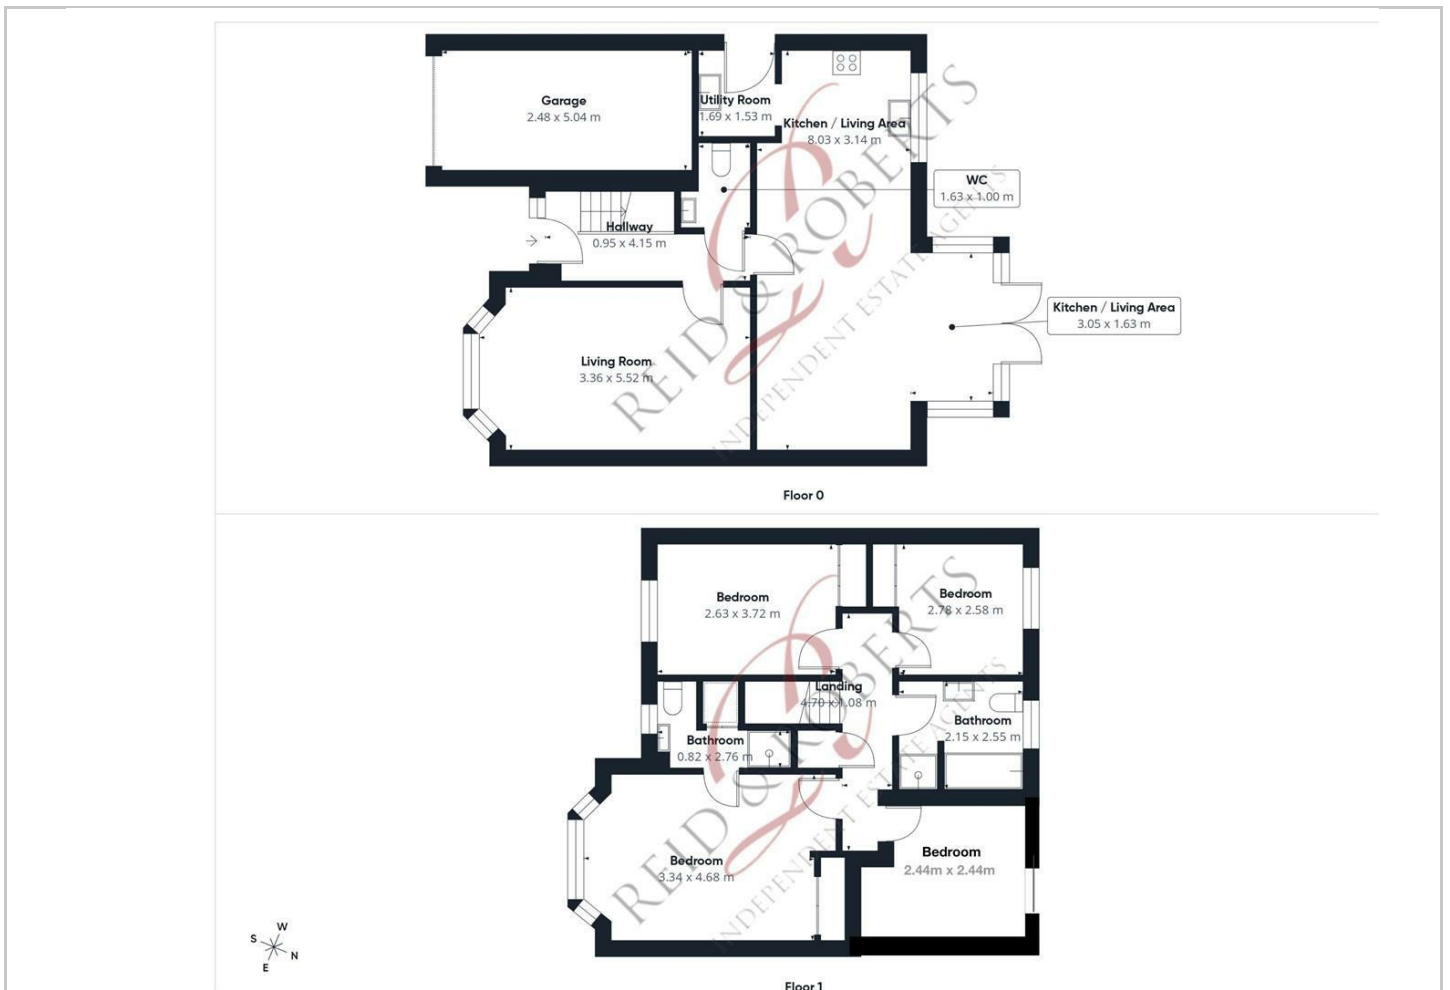 Garage
2.48 x 5.04 m
Utility Room
1.69 x 1.53 m
Kitchen / Living Area
8.03 x 3.14 m
WC
1.63 x 1.00 m
Hallway
0.95 x 4.15 m
Kitchen / Living Area
3.05 x 1.63 m
Living Room
3.36 x 5.52 m
REID & ROBERTS
INDEPENDENT ESTATE AGENTS
Floor 0
Bedroom
2.63 x 3.72 m
Bedroom
2.78 x 2.58 m
Landing
4.70 x 1.08 m
Bathroom
2.15 x 2.55 m
Bathroom
0.82 x 2.76 m
Bedroom
3.34 x 4.68 m
Bedroom
2.44m x 2.44m
REID & ROBERTS
INDEPENDENT ESTATE AGENTS
W
S
N
E
Floor 1